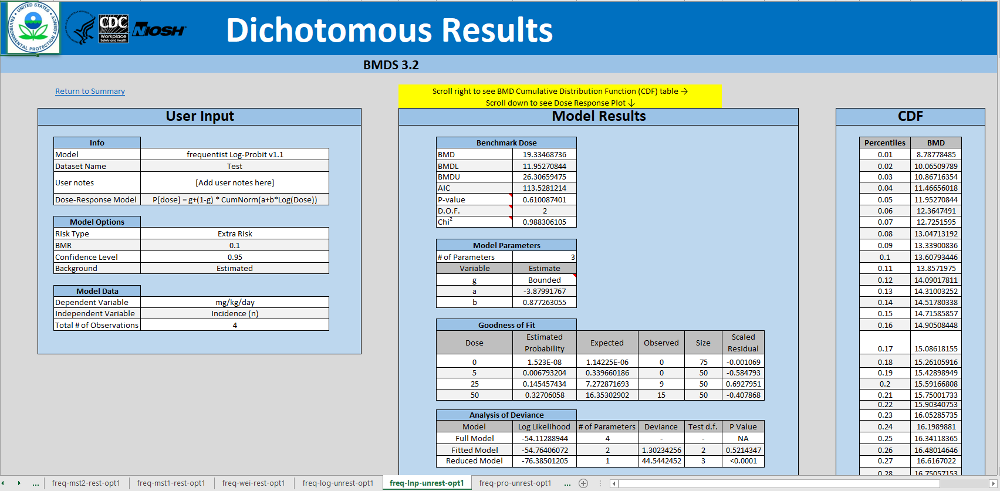 UNITED STATES
ENVIRONMENTAL PROTECTION AGENCY
CDC
Workplace
Safety and Health
NIOSH
Dichotomous Results
BMDS 3.2
Return to Summary
Scroll right to see BMD Cumulative Distribution Function (CDF) table →
Scroll down to see Dose Response Plot ↓
User Input
Info
Model frequentist Log-Probit v1.1
Dataset Name Test
User notes [Add user notes here]
Dose-Response Model P[dose] = g+(1-g) * CumNorm(a+b*Log(Dose))
Model Options
Risk Type Extra Risk
BMR 0.1
Confidence Level 0.95
Background Estimated
Model Data
Dependent Variable mg/kg/day
Independent Variable Incidence (n)
Total # of Observations 4
Model Results
Benchmark Dose
BMD 19.33468736
BMDL 11.95270844
BMDU 26.30659475
AIC 113.5281214
P-value 0.610087401
D.O.F. 2
Chi² 0.988306105
Model Parameters
# of Parameters 3
Variable Estimate
g Bounded
a -3.87991767
b 0.877263055
Goodness of Fit
Dose Estimated Probability Expected Observed Size Scaled Residual
0 1.523E-08 1.14225E-06 0 75 -0.001069
5 0.006793204 0.339660186 0 50 -0.584793
25 0.145457434 7.272871693 9 50 0.6927951
50 0.32706058 16.35302902 15 50 -0.407868
Analysis of Deviance
Model Log Likelihood # of Parameters Deviance Test d.f. P Value
Full Model -54.11288944 4 - - NA
Fitted Model -54.76406072 2 1.30234256 2 0.5214347
Reduced Model -76.38501205 1 44.5442452 3 <0.0001
CDF
Percentiles BMD
0.01 8.78778485
0.02 10.06509789
0.03 10.86716354
0.04 11.46656018
0.05 11.95270844
0.06 12.3647491
0.07 12.7251595
0.08 13.04713192
0.09 13.33900836
0.1 13.60793446
0.11 13.8571975
0.12 14.09017811
0.13 14.31003252
0.14 14.51780338
0.15 14.71585857
0.16 14.90508448
0.17 15.08618155
0.18 15.26105916
0.19 15.42898949
0.2 15.59166808
0.21 15.75001733
0.22 15.90340753
0.23 16.05285735
0.24 16.1989881
0.25 16.34118365
0.26 16.48014646
0.27 16.6167022
0.28 16.75057153
... freq-mst2-rest-opt1 freq-mst1-rest-opt1 freq-wei-rest-opt1 freq-log-unrest-opt1 freq-lnp-unrest-opt1 freq-pro-unrest-opt1 ...